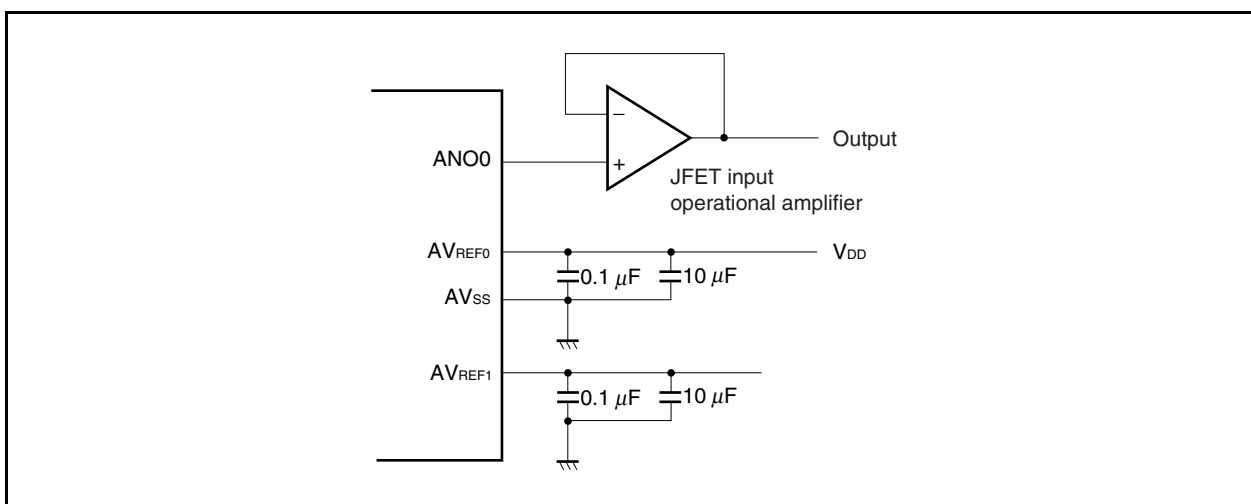 −
ANO0
+
Output
JFET input
operational amplifier
AVREF0
VDD
0.1 μF
10 μF
AVSS
AVREF1
0.1 μF
10 μF